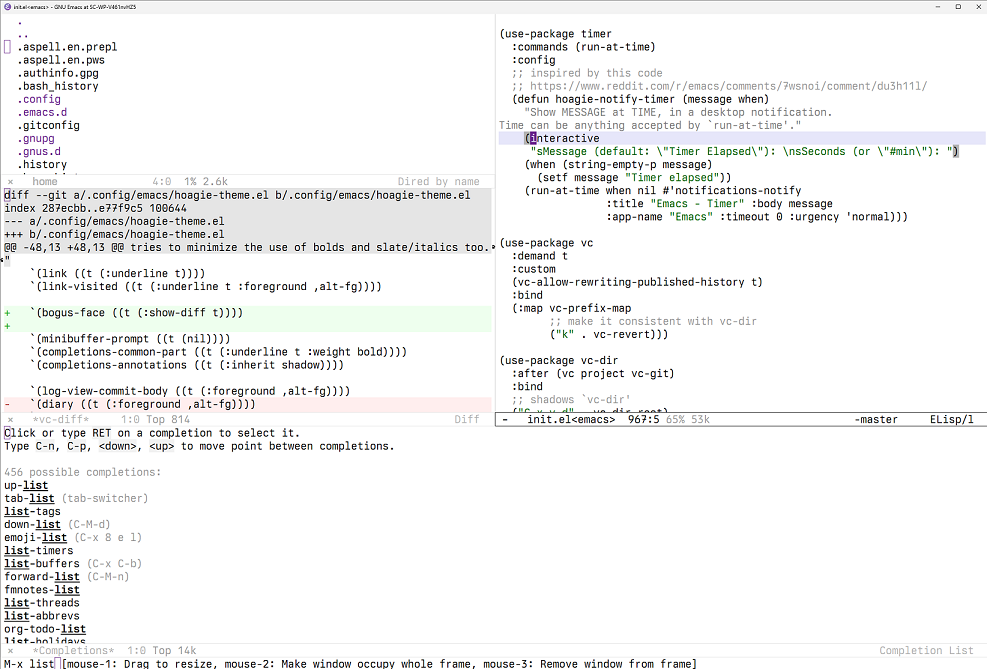 init.el<emacs> - GNU Emacs at SC-WP-V461nvHZ5
.
..
.aspell.en.prepl
.aspell.en.pws
.authinfo.gpg
.bash_history
.config
.emacs.d
.gitconfig
.gnupg
.gnus.d
.history
× home 4:0 1% 2.6k Dired by name
diff --git a/.config/emacs/hoagie-theme.el b/.config/emacs/hoagie-theme.el
index 287ecbb..e77f9c5 100644
--- a/.config/emacs/hoagie-theme.el
+++ b/.config/emacs/hoagie-theme.el
@@ -48,13 +48,13 @@ tries to minimize the use of bolds and slate/italics too.
"
`(link ((t (:underline t))))
`(link-visited ((t (:underline t :foreground ,alt-fg))))
+ `(bogus-face ((t (:show-diff t))))
+
`(minibuffer-prompt ((t (nil))))
`(completions-common-part ((t (:underline t :weight bold))))
`(completions-annotations ((t (:inherit shadow))))
`(log-view-commit-body ((t (:foreground ,alt-fg))))
- `(diary ((t (:foreground ,alt-fg))))
× *vc-diff* 1:0 Top 814 Diff
(use-package timer
:commands (run-at-time)
:config
;; inspired by this code
;; https://www.reddit.com/r/emacs/comments/7wsnoi/comment/du3h11l/
(defun hoagie-notify-timer (message when)
"Show MESSAGE at TIME, in a desktop notification.
Time can be anything accepted by `run-at-time'."
(interactive
"sMessage (default: \"Timer Elapsed\"): \nsSeconds (or \"#min\"): ")
(when (string-empty-p message)
(setf message "Timer elapsed"))
(run-at-time when nil #'notifications-notify
:title "Emacs - Timer" :body message
:app-name "Emacs" :timeout 0 :urgency 'normal)))
(use-package vc
:demand t
:custom
(vc-allow-rewriting-published-history t)
:bind
(:map vc-prefix-map
;; make it consistent with vc-dir
("k" . vc-revert)))
(use-package vc-dir
:after (vc project vc-git)
:bind
;; shadows `vc-dir'
("C-x v d" . vc-dir-root)
- init.el<emacs> 967:5 65% 53k -master ELisp/l
Click or type RET on a completion to select it.
Type C-n, C-p, <down>, <up> to move point between completions.
456 possible completions:
up-list
tab-list (tab-switcher)
list-tags
down-list (C-M-d)
emoji-list (C-x 8 e l)
list-timers
list-buffers (C-x C-b)
forward-list (C-M-n)
fmnotes-list
list-threads
list-abbrevs
org-todo-list
list-holidays
× *Completions* 1:0 Top 14k Completion List
M-x list [mouse-1: Drag to resize, mouse-2: Make window occupy whole frame, mouse-3: Remove window from frame]